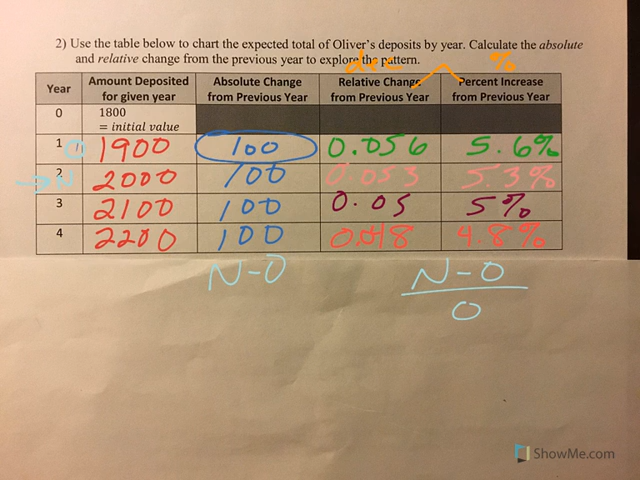 2) Use the table below to chart the expected total of Oliver's deposits by year. Calculate the absolute
and relative change from the previous year to explore the pattern.
dec %
Year Amount Deposited for given year Absolute Change from Previous Year Relative Change from Previous Year Percent Increase from Previous Year
0 1800 = initial value
1 O 1900 100 0.056 5.6%
2 N 2000 100 0.053 5.3%
3 2100 100 0.05 5%
4 2200 100 0.048 4.8%
N-O N-O
O
ShowMe.com